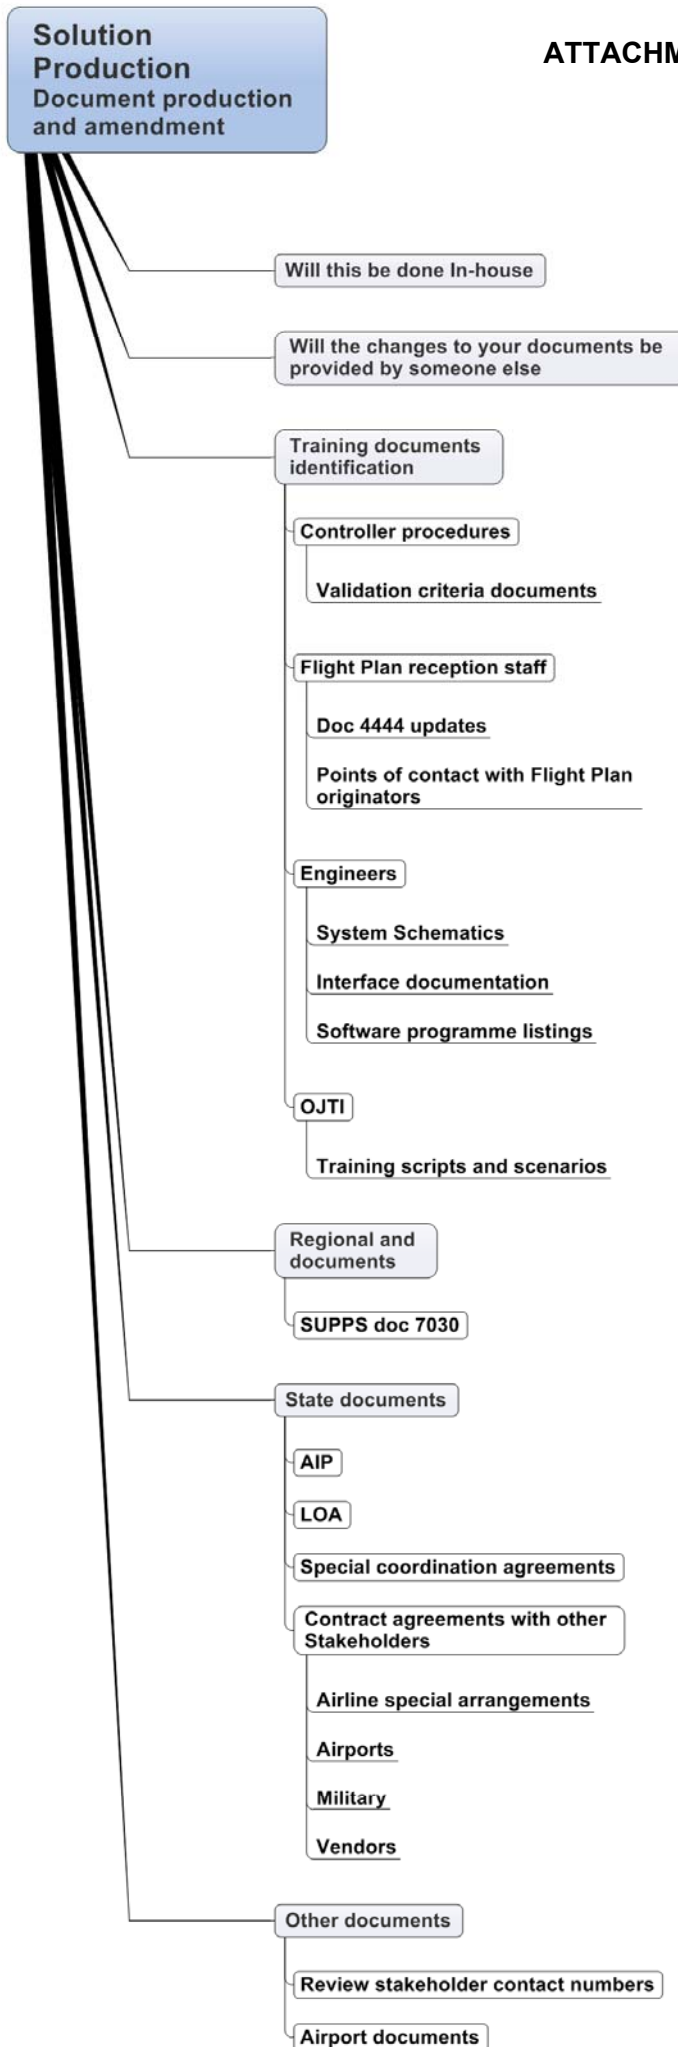 Solution
Production
Document production
and amendment
ATTACHM
Will this be done In-house
Will the changes to your documents be
provided by someone else
Training documents
identification
Controller procedures
Validation criteria documents
Flight Plan reception staff
Doc 4444 updates
Points of contact with Flight Plan
originators
Engineers
System Schematics
Interface documentation
Software programme listings
OJTI
Training scripts and scenarios
Regional and
documents
SUPPS doc 7030
State documents
AIP
LOA
Special coordination agreements
Contract agreements with other
Stakeholders
Airline special arrangements
Airports
Military
Vendors
Other documents
Review stakeholder contact numbers
Airport documents